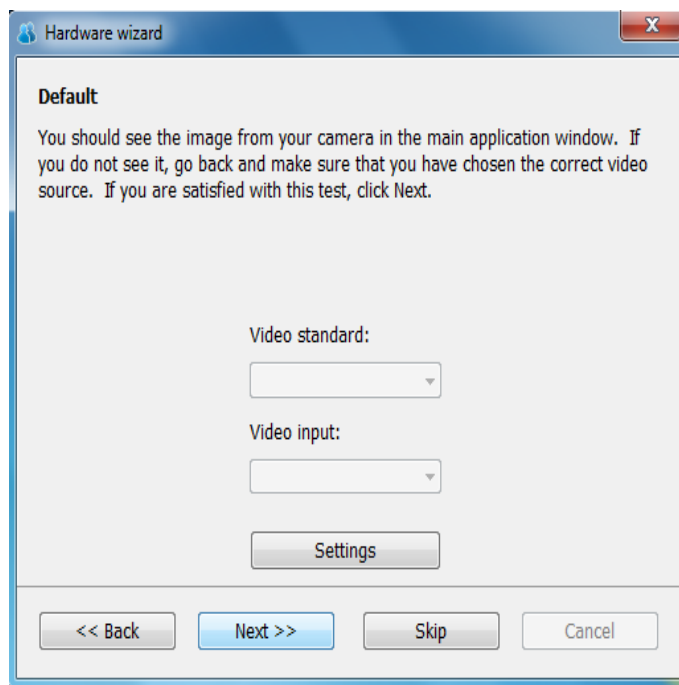 Hardware wizard
Default
You should see the image from your camera in the main application window.  If
you do not see it, go back and make sure that you have chosen the correct video
source.  If you are satisfied with this test, click Next.
Video standard:
Video input:
Settings
<< Back
Next >>
Skip
Cancel